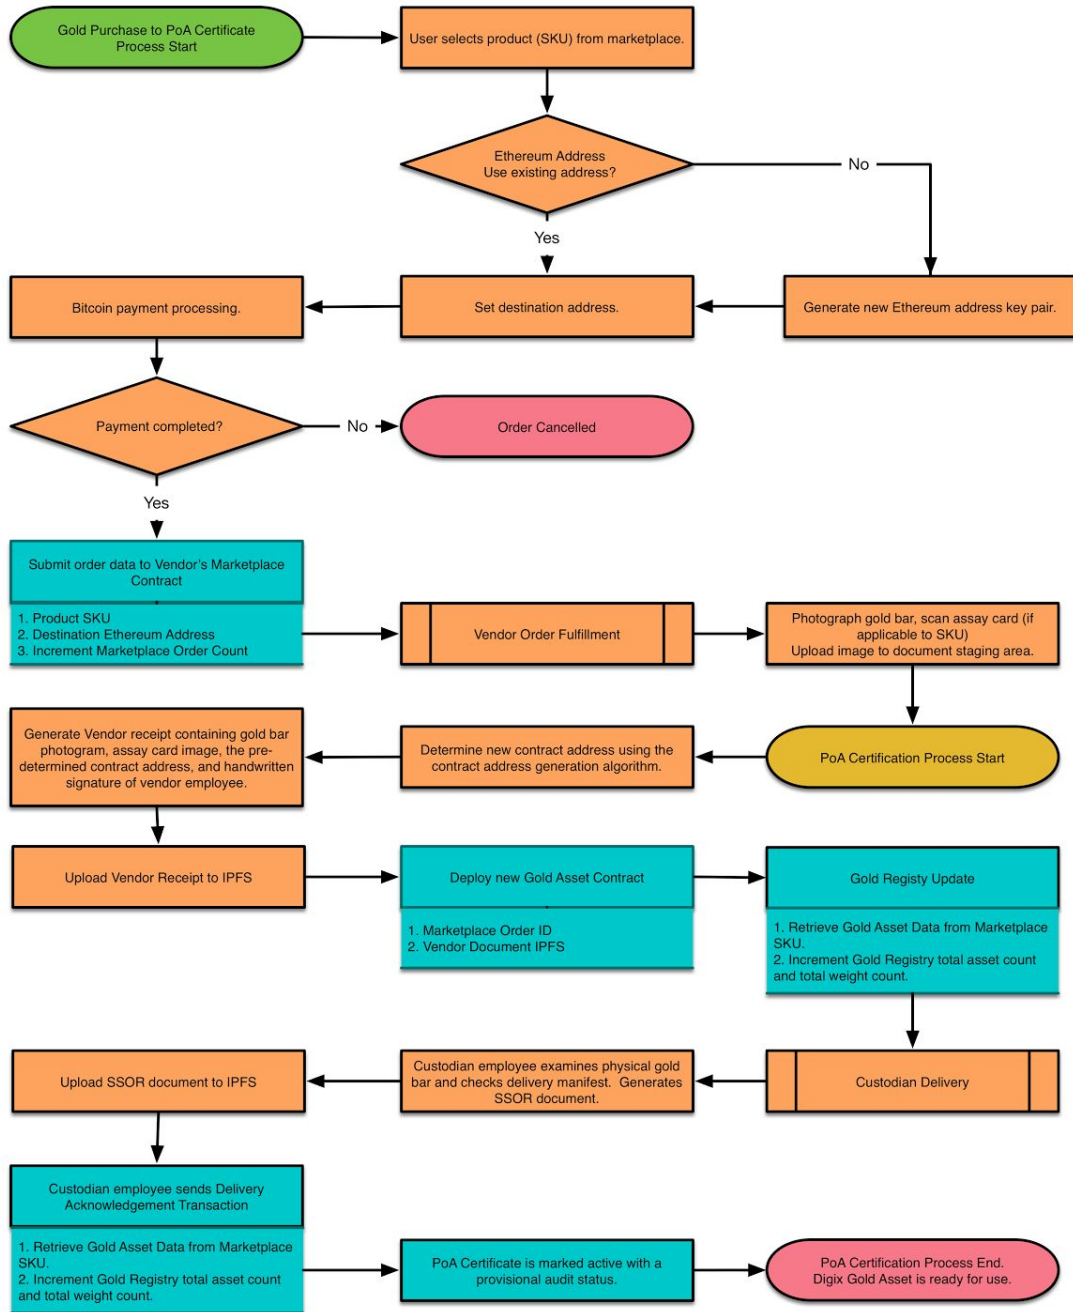 Gold Purchase to PoA Certificate
Process Start
User selects product (SKU) from marketplace.
Ethereum Address
Use existing address?
No
Yes
Bitcoin payment processing.
Set destination address.
Generate new Ethereum address key pair.
Payment completed?
No
Order Cancelled
Yes
Submit order data to Vendor's Marketplace
Contract
1. Product SKU
2. Destination Ethereum Address
3. Increment Marketplace Order Count
Vendor Order Fulfillment
Photograph gold bar, scan assay card (if
applicable to SKU)
Upload image to document staging area.
Generate Vendor receipt containing gold bar
photogram, assay card image, the pre-
determined contract address, and handwritten
signature of vendor employee.
Determine new contract address using the
contract address generation algorithm.
PoA Certification Process Start
Upload Vendor Receipt to IPFS
Deploy new Gold Asset Contract
1. Marketplace Order ID
2. Vendor Document IPFS
Gold Registy Update
1. Retrieve Gold Asset Data from Marketplace
SKU.
2. Increment Gold Registry total asset count
and total weight count.
Upload SSOR document to IPFS
Custodian employee examines physical gold
bar and checks delivery manifest.  Generates
SSOR document.
Custodian Delivery
Custodian employee sends Delivery
Acknowledgement Transaction
1. Retrieve Gold Asset Data from Marketplace
SKU.
2. Increment Gold Registry total asset count
and total weight count.
PoA Certificate is marked active with a
provisional audit status.
PoA Certification Process End.
Digix Gold Asset is ready for use.